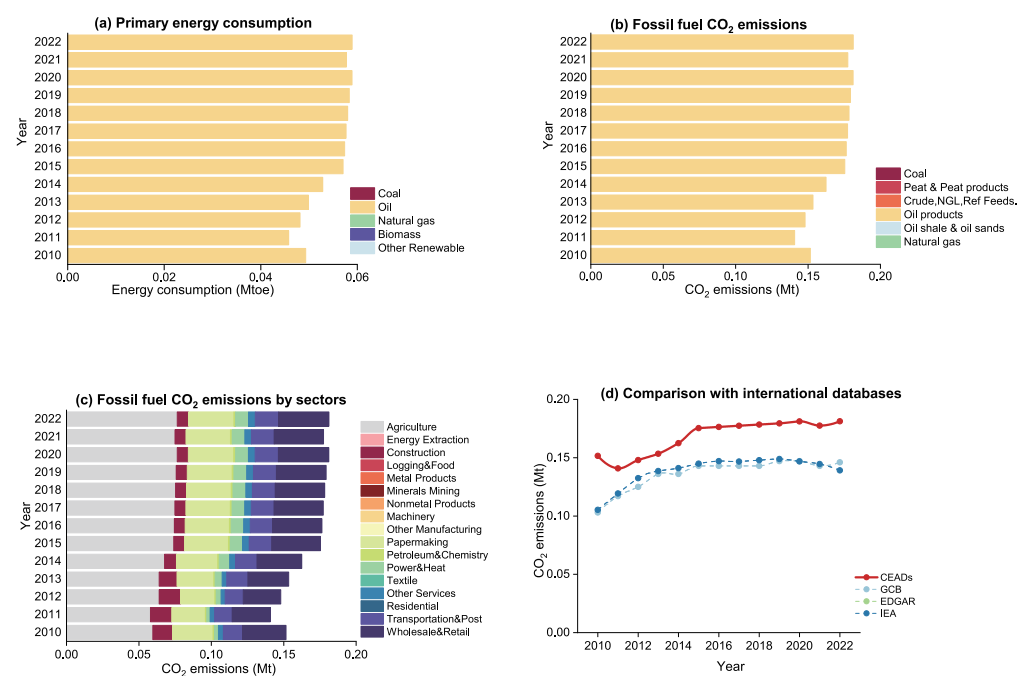 (a) Primary energy consumption
2022
2021
2020
2019
2018
2017
2016
2015
2014
2013
2012
2011
2010
Year
0.00 0.02 0.04 0.06
Energy consumption (Mtoe)
Coal
Oil
Natural gas
Biomass
Other Renewable
(b) Fossil fuel CO₂ emissions
2022
2021
2020
2019
2018
2017
2016
2015
2014
2013
2012
2011
2010
Year
0.00 0.05 0.10 0.15 0.20
CO₂ emissions (Mt)
Coal
Peat & Peat products
Crude,NGL,Ref Feeds.
Oil products
Oil shale & oil sands
Natural gas
(c) Fossil fuel CO₂ emissions by sectors
2022
2021
2020
2019
2018
2017
2016
2015
2014
2013
2012
2011
2010
Year
0.00 0.05 0.10 0.15 0.20
CO₂ emissions (Mt)
Agriculture
Energy Extraction
Construction
Logging&Food
Metal Products
Minerals Mining
Nonmetal Products
Machinery
Other Manufacturing
Papermaking
Petroleum&Chemistry
Power&Heat
Textile
Other Services
Residential
Transportation&Post
Wholesale&Retail
(d) Comparison with international databases
0.20
0.15
0.10
0.05
0.00
CO₂ emissions (Mt)
2010 2012 2014 2016 2018 2020 2022
Year
CEADs
GCB
EDGAR
IEA